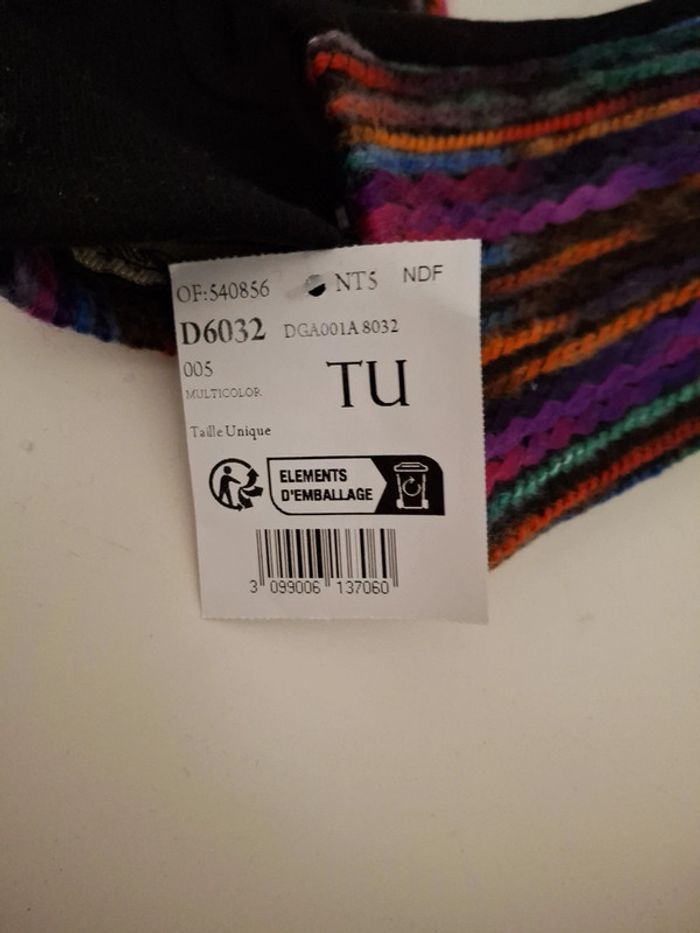 OF:540856 NT5 NDF
D6032 DGA001A 8032
005
MULTICOLOR
TU
Taille Unique
ELEMENTS
D'EMBALLAGE
3 099006 137060